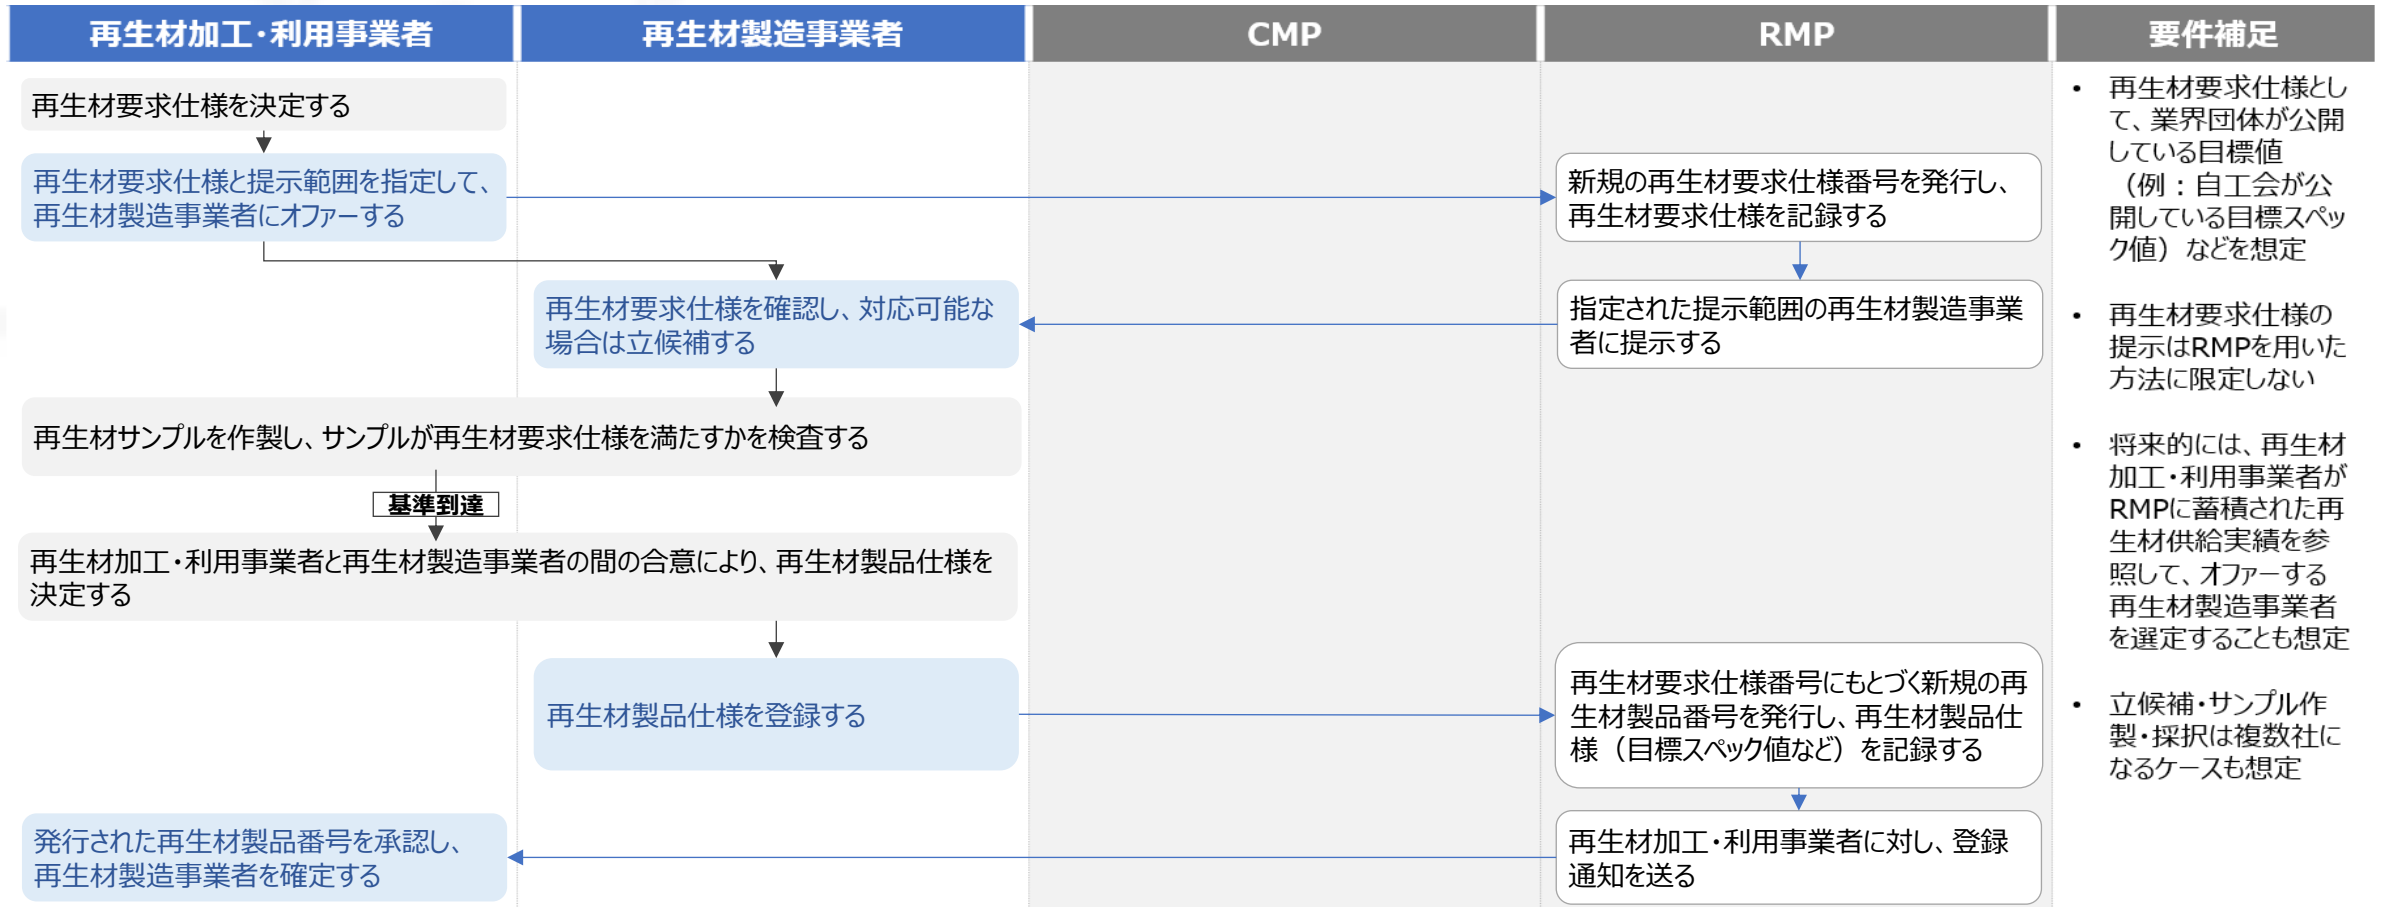 再生材加工・利用事業者
再生材製造事業者
CMP
RMP
要件補足
再生材要求仕様を決定する
再生材要求仕様と提示範囲を指定して、
再生材製造事業者にオファーする
新規の再生材要求仕様番号を発行し、
再生材要求仕様を記録する
再生材要求仕様を確認し、対応可能な
場合は立候補する
指定された提示範囲の再生材製造事業
者に提示する
再生材サンプルを作製し、サンプルが再生材要求仕様を満たすかを検査する
基準到達
再生材加工・利用事業者と再生材製造事業者の間の合意により、再生材製品仕様を
決定する
再生材製品仕様を登録する
再生材要求仕様番号にもとづく新規の再
生材製品番号を発行し、再生材製品仕
様（目標スペック値など）を記録する
発行された再生材製品番号を承認し、
再生材製造事業者を確定する
再生材加工・利用事業者に対し、登録
通知を送る
• 再生材要求仕様とし
て、業界団体が公開
している目標値
（例：自工会が公
開している目標スペッ
ク値）などを想定
• 再生材要求仕様の
提示はRMPを用いた
方法に限定しない
• 将来的には、再生材
加工・利用事業者が
RMPに蓄積された再
生材供給実績を参
照して、オファーする
再生材製造事業者
を選定することも想定
• 立候補・サンプル作
製・採択は複数社に
なるケースも想定